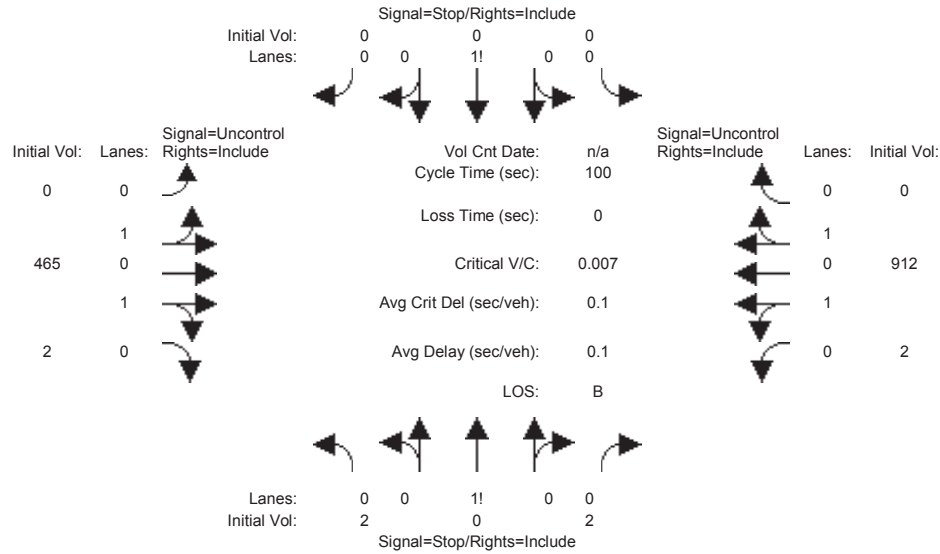 Signal=Stop/Rights=Include
Initial Vol: 0 0 0
Lanes: 0 0 1! 0 0
Signal=Uncontrol
Initial Vol: Lanes: Rights=Include
Vol Cnt Date: n/a
Signal=Uncontrol
Rights=Include Lanes: Initial Vol:
Cycle Time (sec): 100
0 0
0 0
Loss Time (sec): 0
1
1
465 0
Critical V/C: 0.007
0 912
1
Avg Crit Del (sec/veh): 0.1
1
2 0
Avg Delay (sec/veh): 0.1
0 2
LOS: B
Lanes: 0 0 1! 0 0
Initial Vol: 2 0 2
Signal=Stop/Rights=Include